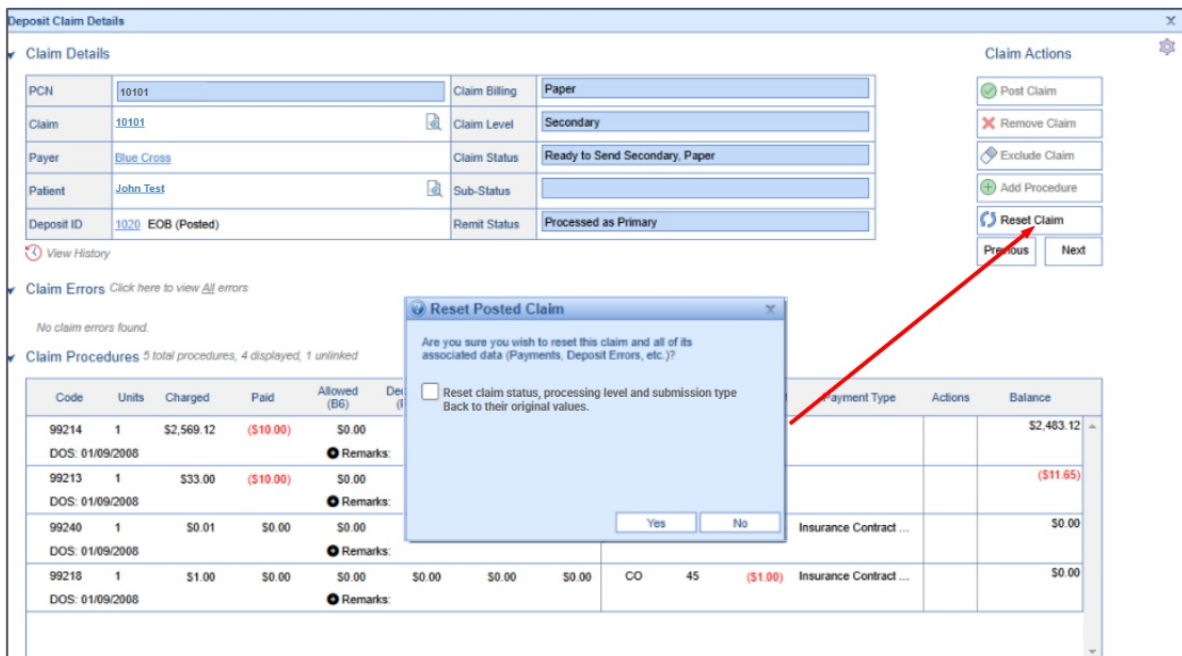 Deposit Claim Details
Claim Details
Claim Actions
PCN 10101 Claim Billing Paper
Post Claim
Claim 10101 Claim Level Secondary
Remove Claim
Payer Blue Cross Claim Status Ready to Send Secondary, Paper
Exclude Claim
Patient John Test Sub-Status
Add Procedure
Deposit ID 1020 EOB (Posted) Remit Status Processed as Primary
Reset Claim
View History
Previous Next
Claim Errors Click here to view All errors
No claim errors found.
Claim Procedures 5 total procedures, 4 displayed, 1 unlinked
Reset Posted Claim
Are you sure you wish to reset this claim and all of its
associated data (Payments, Deposit Errors, etc.)?
Reset claim status, processing level and submission type
Back to their original values.
Yes No
Code Units Charged Paid Allowed (B6) Payment Type Actions Balance
99214 1 $2,569.12 ($10.00) $0.00 $2,483.12
DOS: 01/09/2008 Remarks:
99213 1 $33.00 ($10.00) $0.00 ($11.65)
DOS: 01/09/2008 Remarks:
99240 1 $0.01 $0.00 $0.00 Insurance Contract ... $0.00
DOS: 01/09/2008 Remarks:
99218 1 $1.00 $0.00 $0.00 $0.00 $0.00 $0.00 CO 45 ($1.00) Insurance Contract ... $0.00
DOS: 01/09/2008 Remarks: